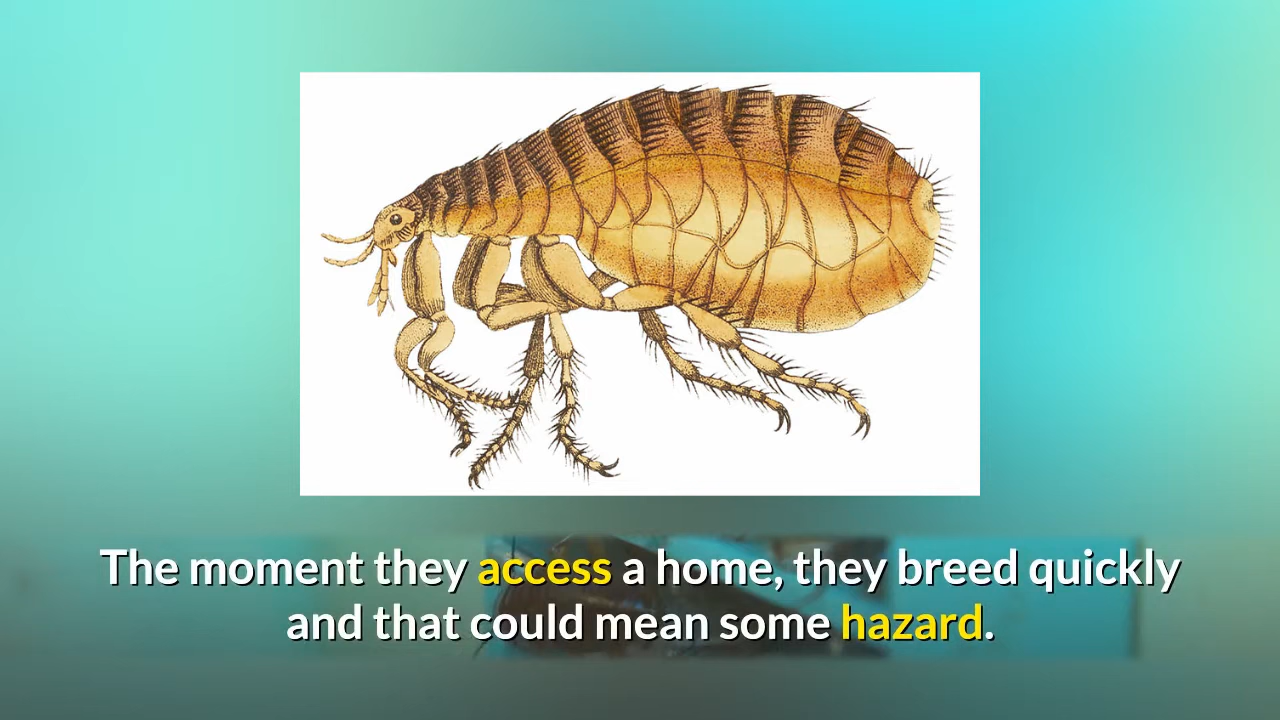 The moment they access a home, they breed quickly
and that could mean some hazard.